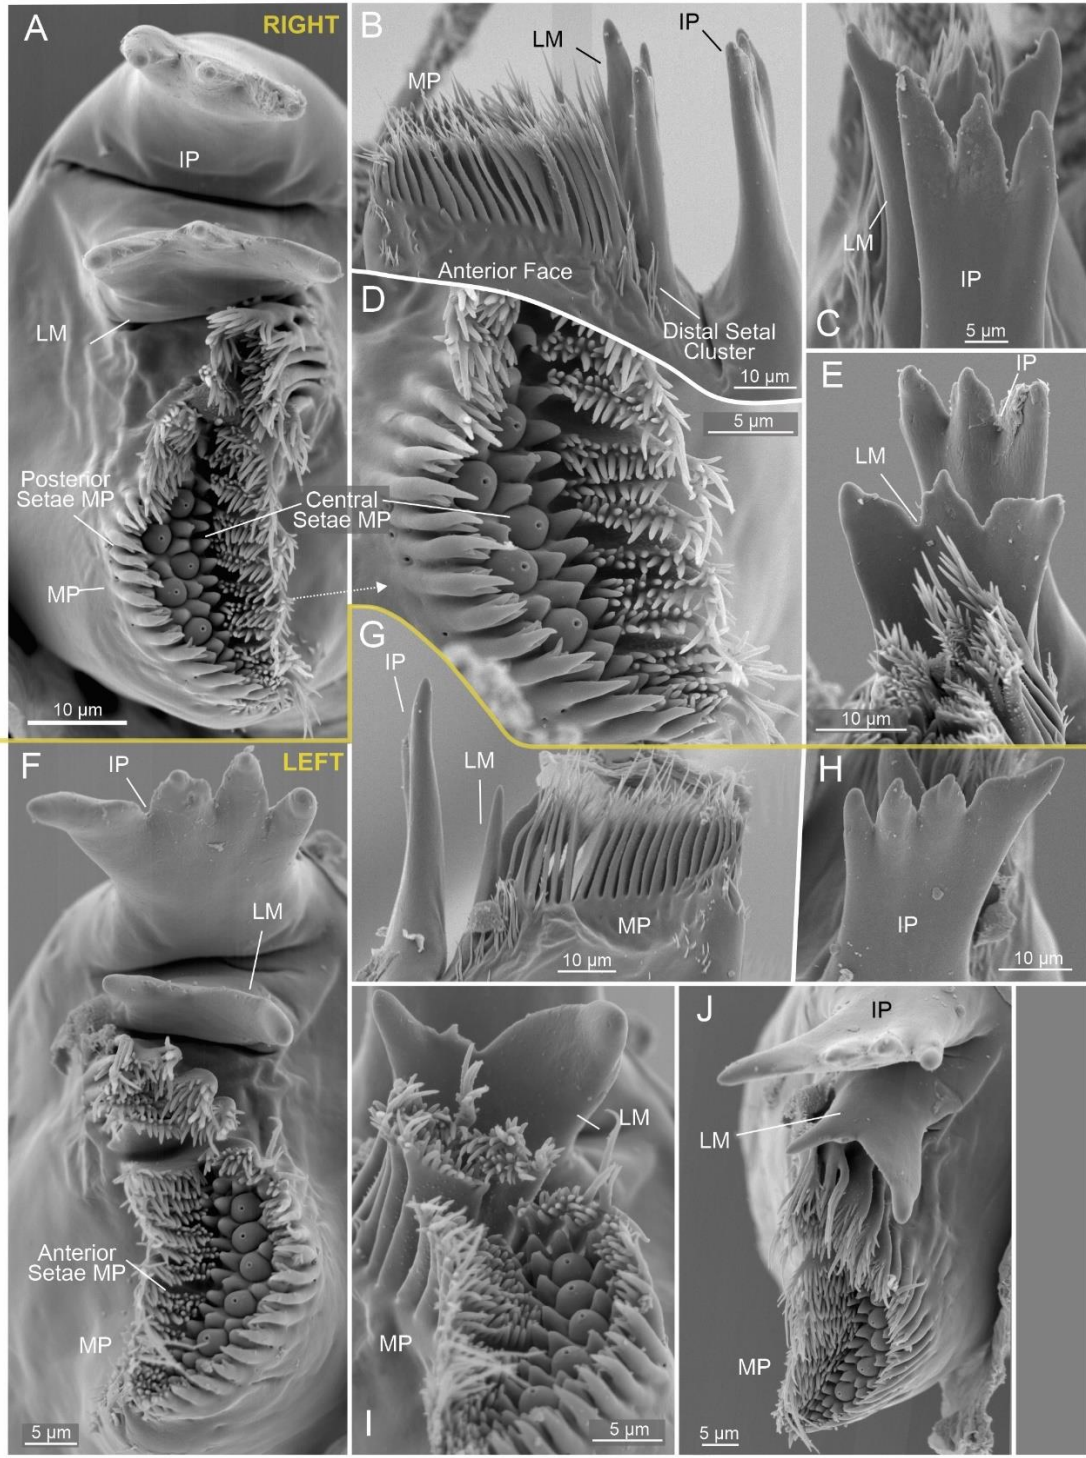 A
RIGHT
IP
LM
Posterior
Setae MP
MP
Central
Setae MP
10 µm
B
MP
LM
IP
Anterior Face
Distal Setal
Cluster
10 µm
C
LM
IP
5 µm
D
5 µm
E
IP
LM
10 µm
F
LEFT
IP
LM
Anterior
Setae MP
MP
5 µm
G
IP
LM
MP
10 µm
H
IP
10 µm
I
LM
MP
5 µm
J
IP
LM
MP
5 µm